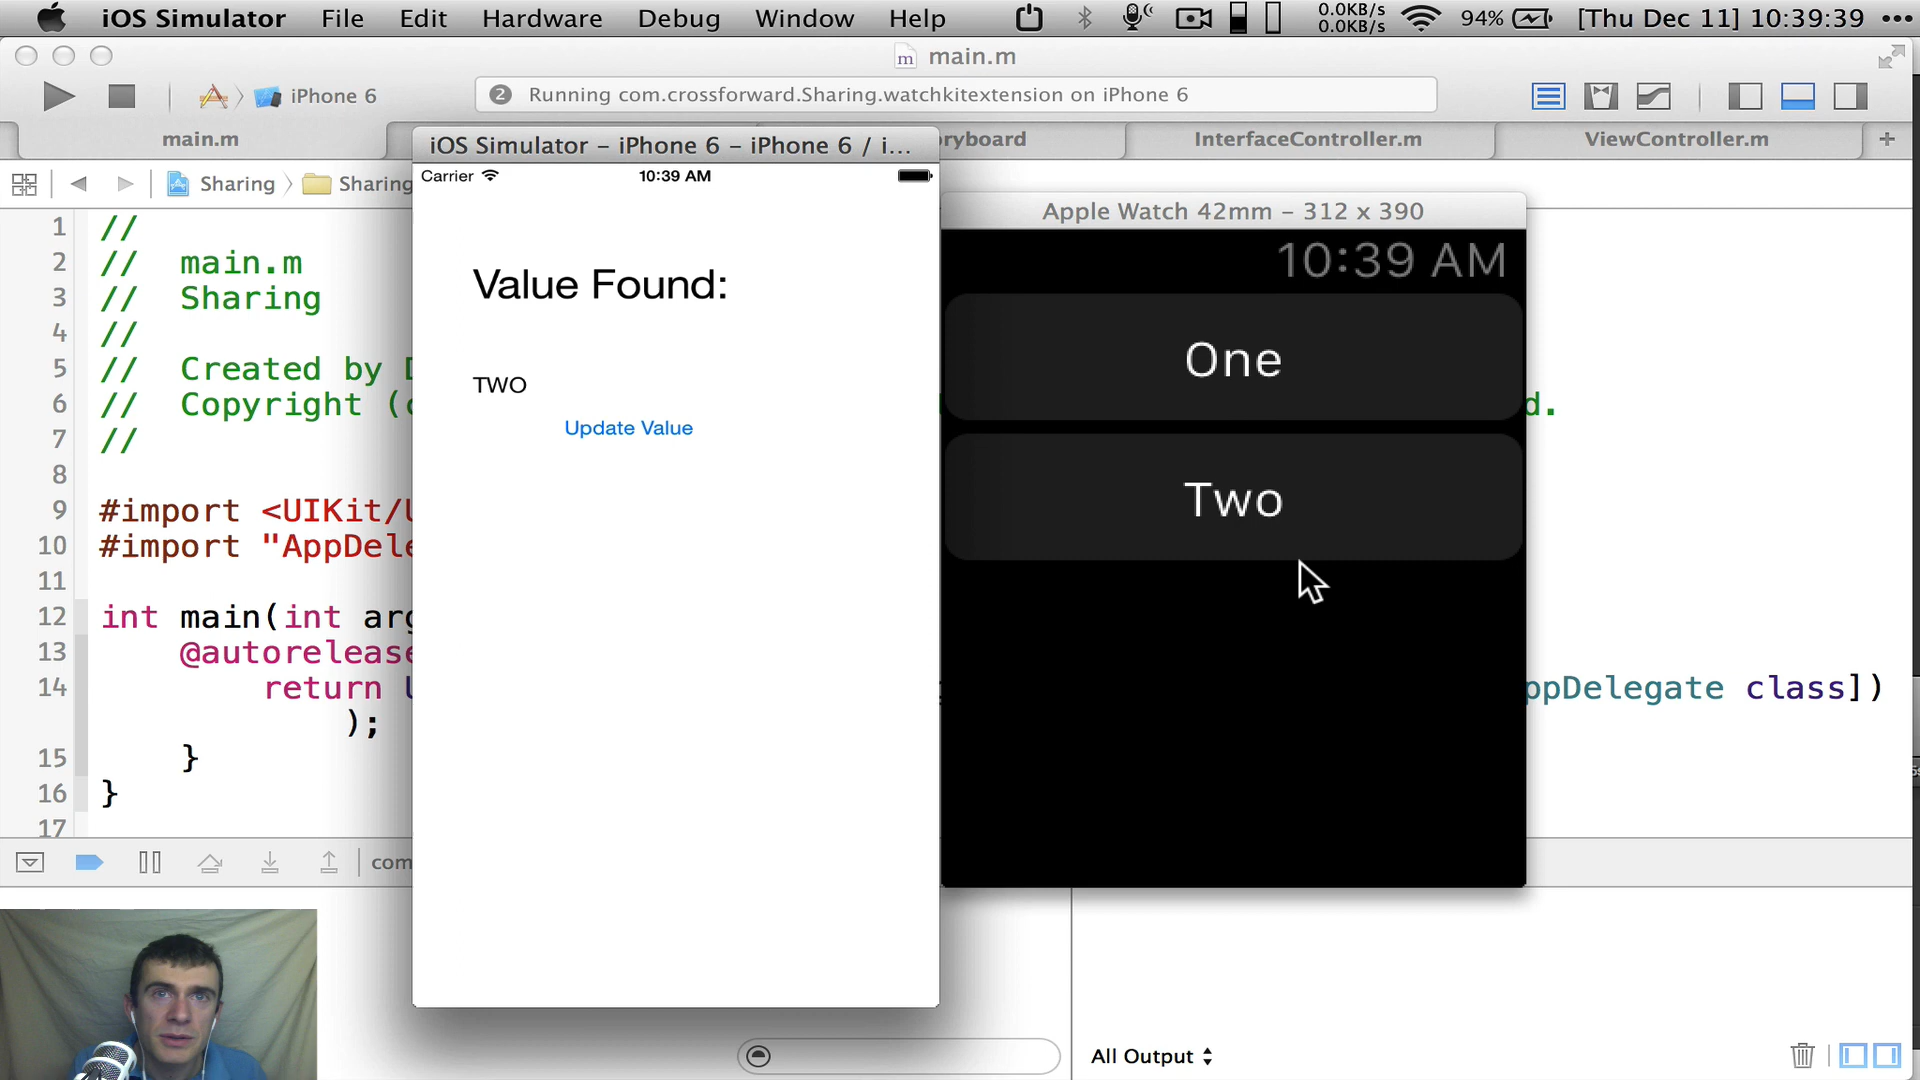 iOS Simulator File Edit Hardware Debug Window Help 0.0KB/s 0.0KB/s 94% [Thu Dec 11] 10:39:39
m main.m
iPhone 6 2 Running com.crossforward.Sharing.watchkitextension on iPhone 6
main.m ryboard InterfaceController.m ViewController.m +
iOS Simulator – iPhone 6 – iPhone 6 / i...
Sharing Sharing
Carrier 10:39 AM
Value Found:
TWO
Update Value
Apple Watch 42mm – 312 x 390
10:39 AM
One
Two
1 //
2 // main.m
3 // Sharing
4 //
5 // Created by
6 // Copyright (c d.
7 //
8
9 #import <UIKit/
10 #import "AppDele
11
12 int main(int arg
13 @autorelease
14 return ppDelegate class])
);
15 }
16 }
17
com
All Output